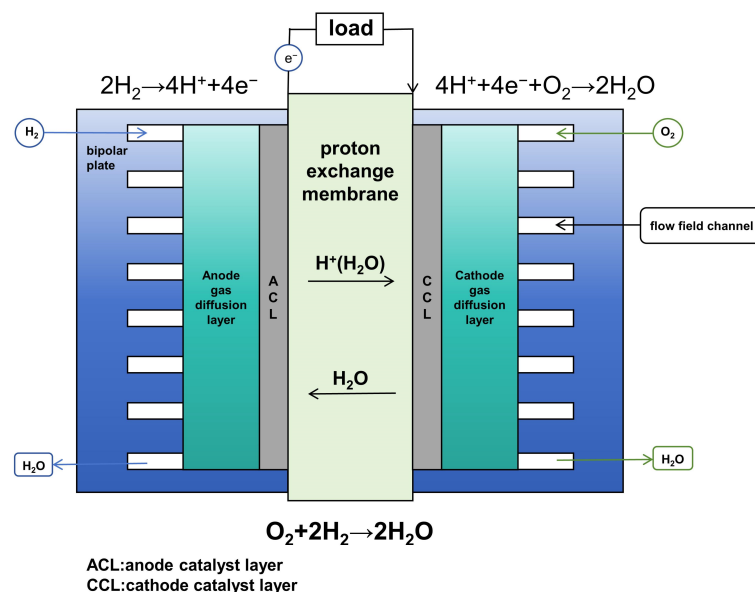 load
e⁻
2H₂→4H⁺+4e⁻
4H⁺+4e⁻+O₂→2H₂O
H₂
bipolar
plate
proton
exchange
membrane
O₂
flow field channel
H⁺(H₂O)
Anode
gas
diffusion
layer
A
C
L
C
C
L
Cathode
gas
diffusion
layer
H₂O
H₂O
H₂O
O₂+2H₂→2H₂O
ACL:anode catalyst layer
CCL:cathode catalyst layer